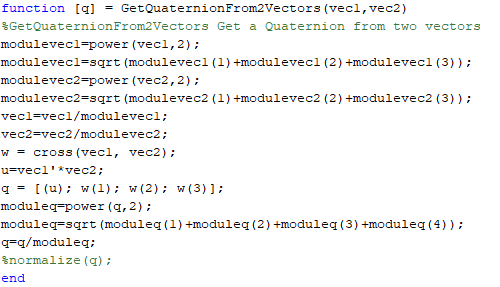 function [q] = GetQuaternionFrom2Vectors(vec1,vec2)
%GetQuaternionFrom2Vectors Get a Quaternion from two vectors
modulevec1=power(vec1,2);
modulevec1=sqrt(modulevec1(1)+modulevec1(2)+modulevec1(3));
modulevec2=power(vec2,2);
modulevec2=sqrt(modulevec2(1)+modulevec2(2)+modulevec2(3));
vec1=vec1/modulevec1;
vec2=vec2/modulevec2;
w = cross(vec1, vec2);
u=vec1'*vec2;
q = [(u); w(1); w(2); w(3)];
moduleq=power(q,2);
moduleq=sqrt(moduleq(1)+moduleq(2)+moduleq(3)+moduleq(4));
q=q/moduleq;
%normalize(q);
end